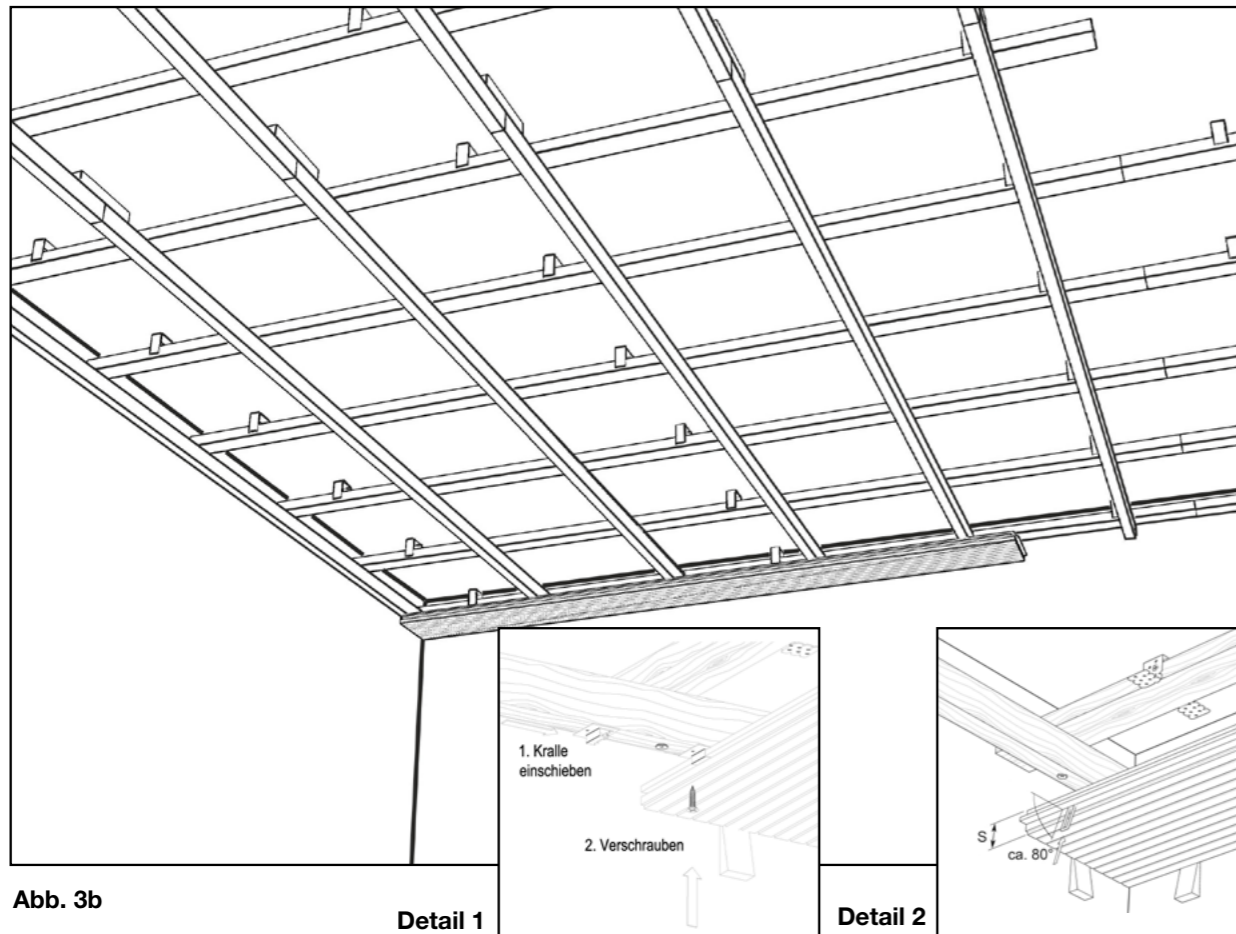 1. Kralle
einschieben
2. Verschrauben
S
ca. 80°
Abb. 3b
Detail 1
Detail 2